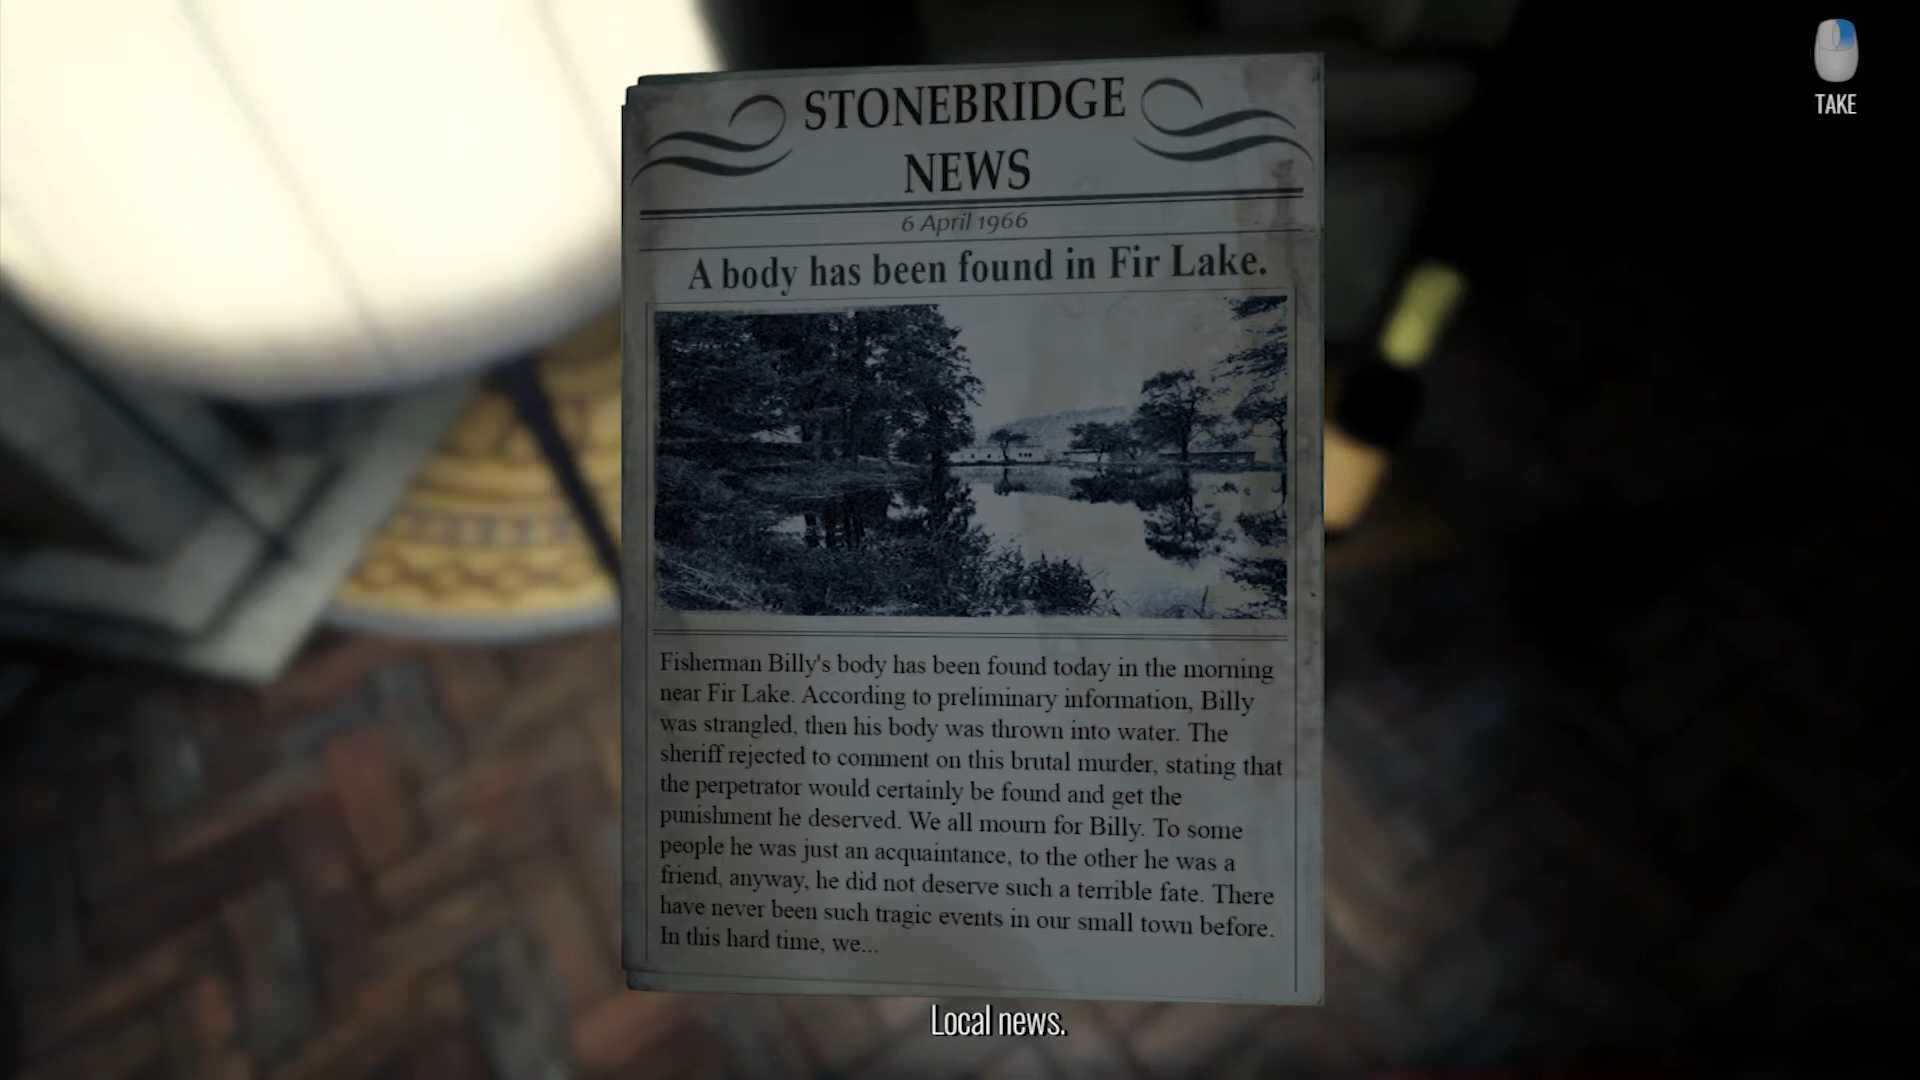 STONEBRIDGE
NEWS
6 April 1966
A body has been found in Fir Lake.
Fisherman Billy's body has been found today in the morning
near Fir Lake. According to preliminary information, Billy
was strangled, then his body was thrown into water. The
sheriff rejected to comment on this brutal murder, stating that
the perpetrator would certainly be found and get the
punishment he deserved. We all mourn for Billy. To some
people he was just an acquaintance, to the other he was a
friend, anyway, he did not deserve such a terrible fate. There
have never been such tragic events in our small town before.
In this hard time, we...
Local news.
TAKE